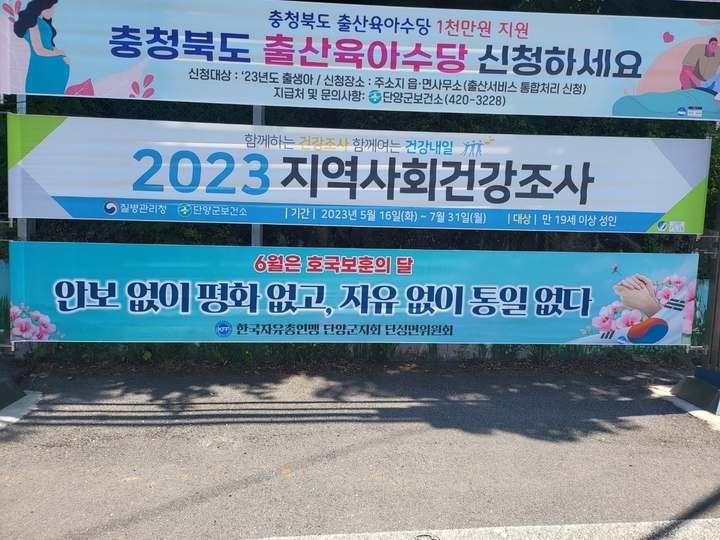 충청북도 출산육아수당 1천만원 지원
충청북도 출산육아수당 신청하세요
신청대상 : '23년도 출생아 / 신청장소 : 주소지 읍·면사무소(출산서비스 통합처리 신청)
지급처 및 문의사항: 단양군보건소(420-3228)
함께하는 건강조사 함께여는 건강내일
2023 지역사회건강조사
질병관리청 단양군보건소 | 기간 | 2023년 5월 16일(화) ~ 7월 31일(월) | 대상 | 만 19세 이상 성인
6월은 호국보훈의 달
안보 없이 평화 없고, 자유 없이 통일 없다
KFF 한국자유총연맹 단양군지회 단성면위원회